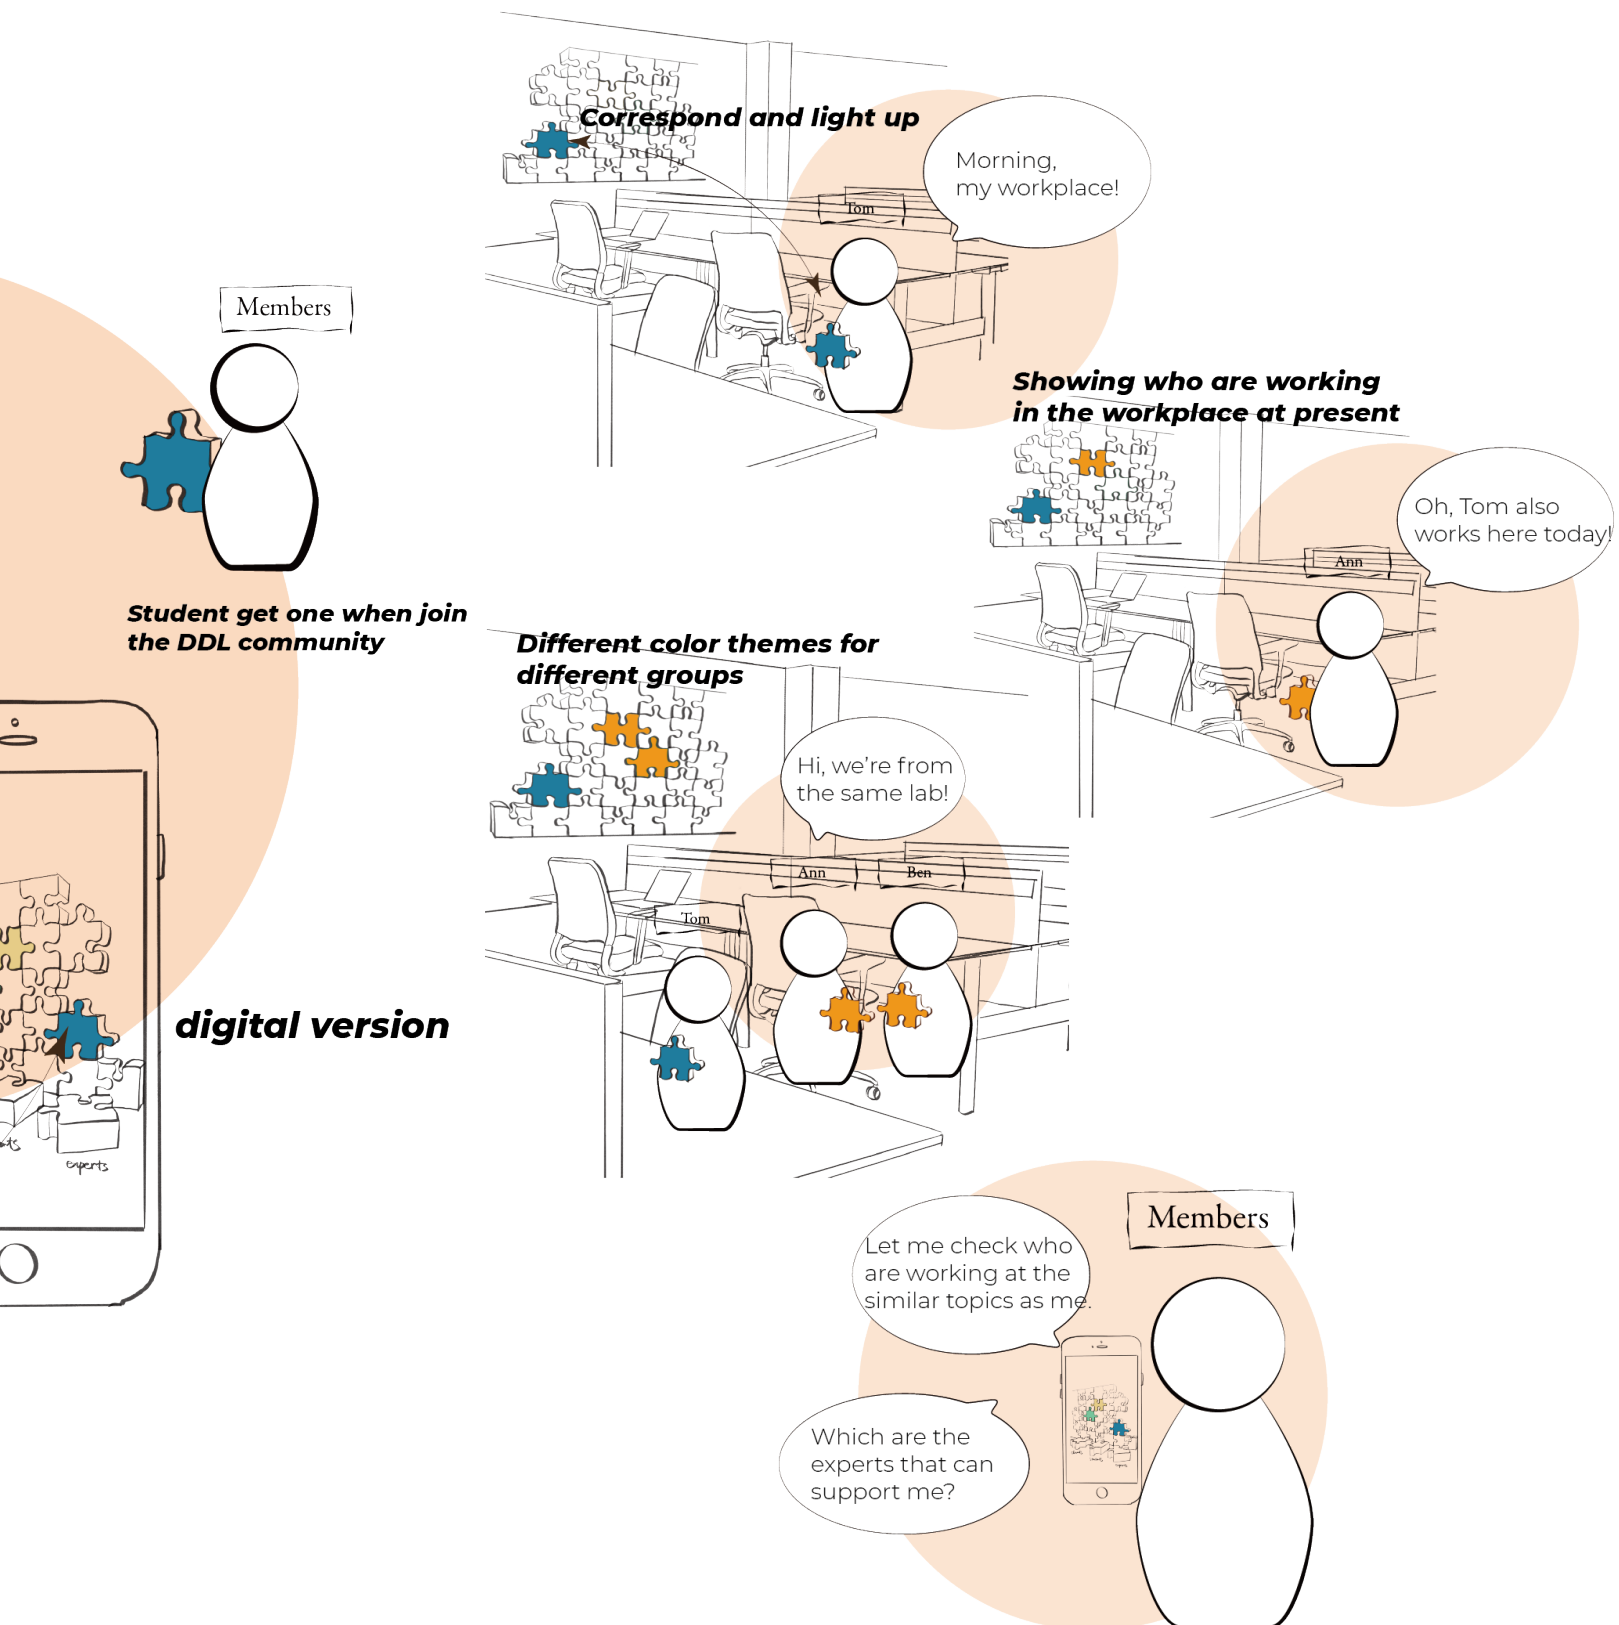 Correspond and light up
Morning,
my workplace!
Tom
Members
Student get one when join
the DDL community
Showing who are working
in the workplace at present
Oh, Tom also
works here today!
Ann
Different color themes for
different groups
Hi, we're from
the same lab!
Ann
Ben
Tom
digital version
experts
Members
Let me check who
are working at the
similar topics as me.
Which are the
experts that can
support me?